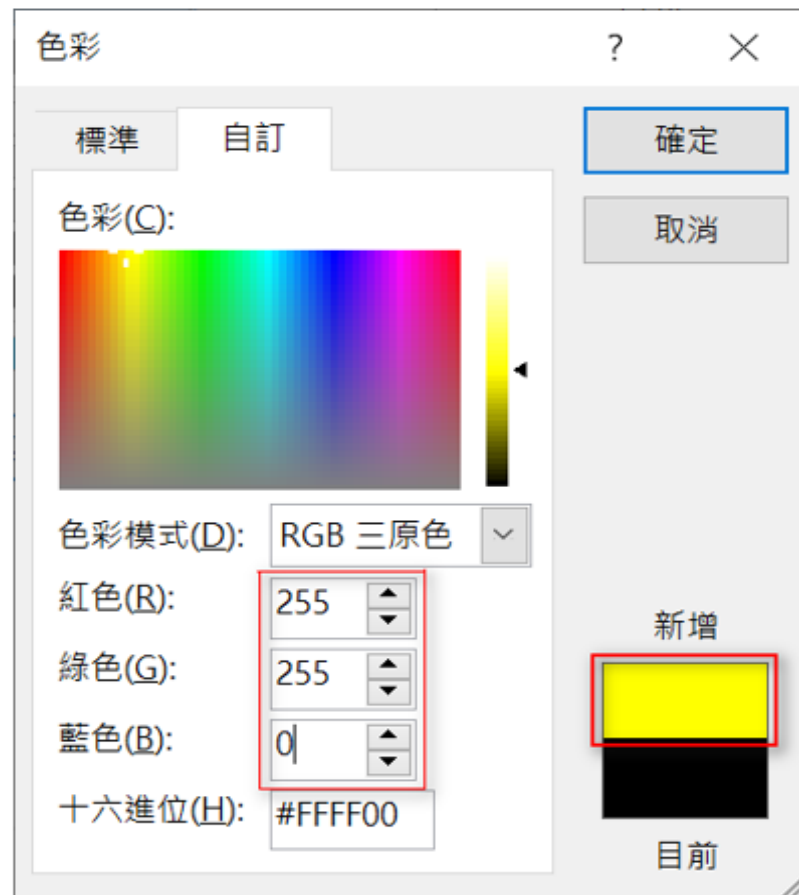 色彩 ?
標準 自訂
確定
取消
色彩(C):
色彩模式(D): RGB 三原色
紅色(R): 255
綠色(G): 255
藍色(B): 0
十六進位(H): #FFFF00
新增
目前